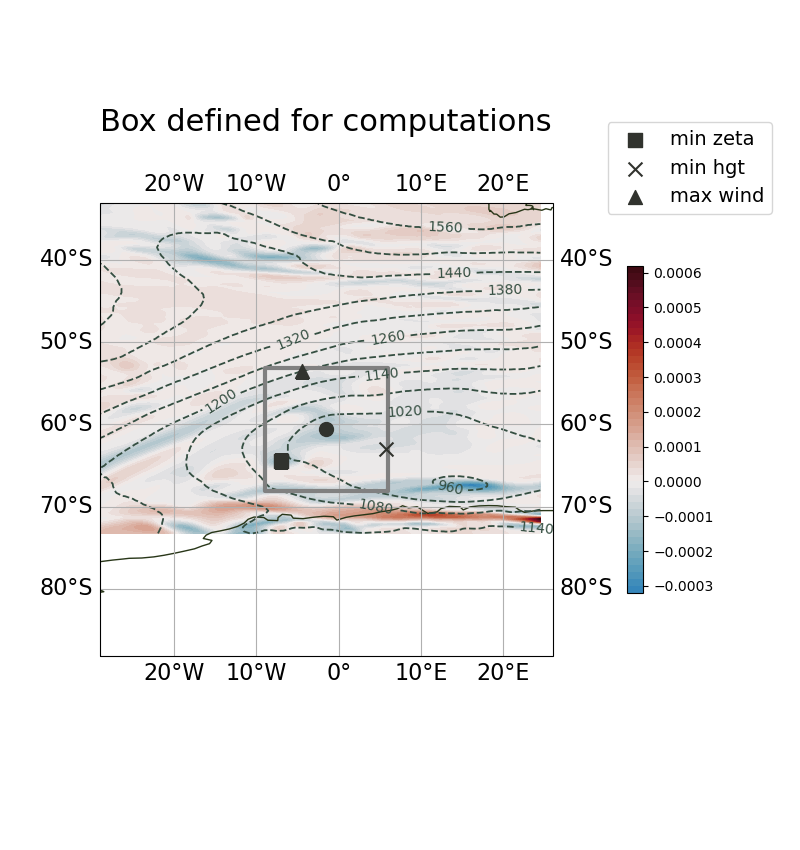 Box defined for computations
min zeta
min hgt
max wind
20°W 10°W 0° 10°E 20°E
1560
40°S 40°S
1440
1380
1320
1260
50°S 50°S
1140
1200
1020
60°S 60°S
960
70°S 70°S
1080
1140
80°S 80°S
20°W 10°W 0° 10°E 20°E
0.0006
0.0005
0.0004
0.0003
0.0002
0.0001
0.0000
−0.0001
−0.0002
−0.0003